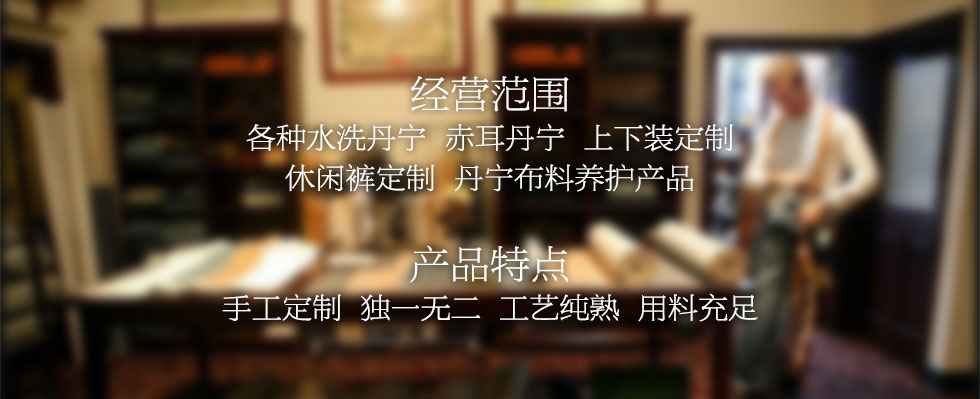 经营范围
各种水洗丹宁 赤耳丹宁 上下装定制
休闲裤定制 丹宁布料养护产品
产品特点
手工定制 独一无二 工艺纯熟 用料充足